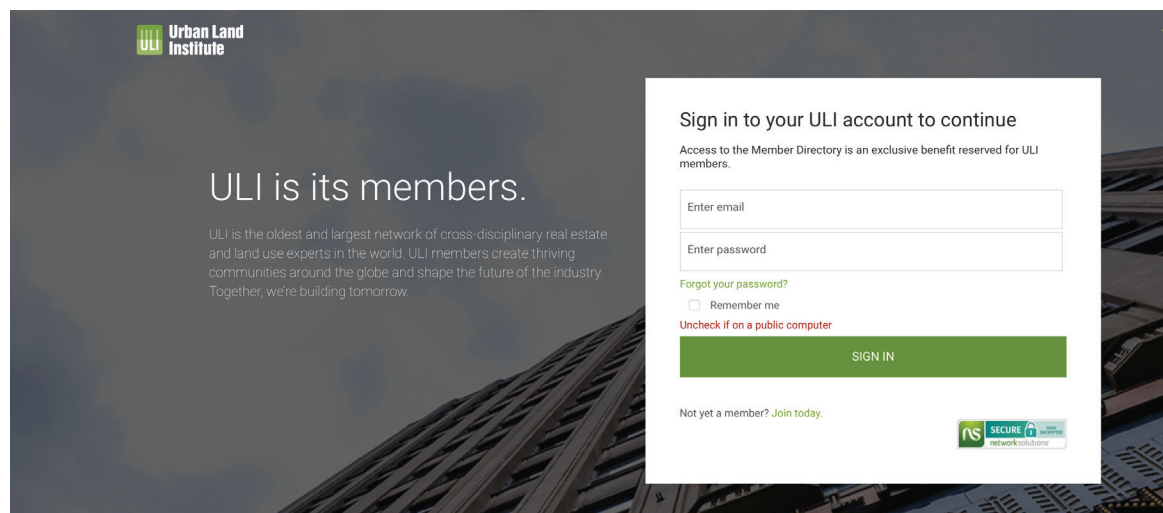 ULI
Urban Land
Institute
ULI is its members.
ULI is the oldest and largest network of cross-disciplinary real estate
and land use experts in the world. ULI members create thriving
communities around the globe and shape the future of the industry.
Together, we're building tomorrow.
Sign in to your ULI account to continue
Access to the Member Directory is an exclusive benefit reserved for ULI
members.
Enter email
Enter password
Forgot your password?
Remember me
Uncheck if on a public computer
SIGN IN
Not yet a member? Join today.
ns
SECURE
DATA
ENCRYPTED
networksolutions